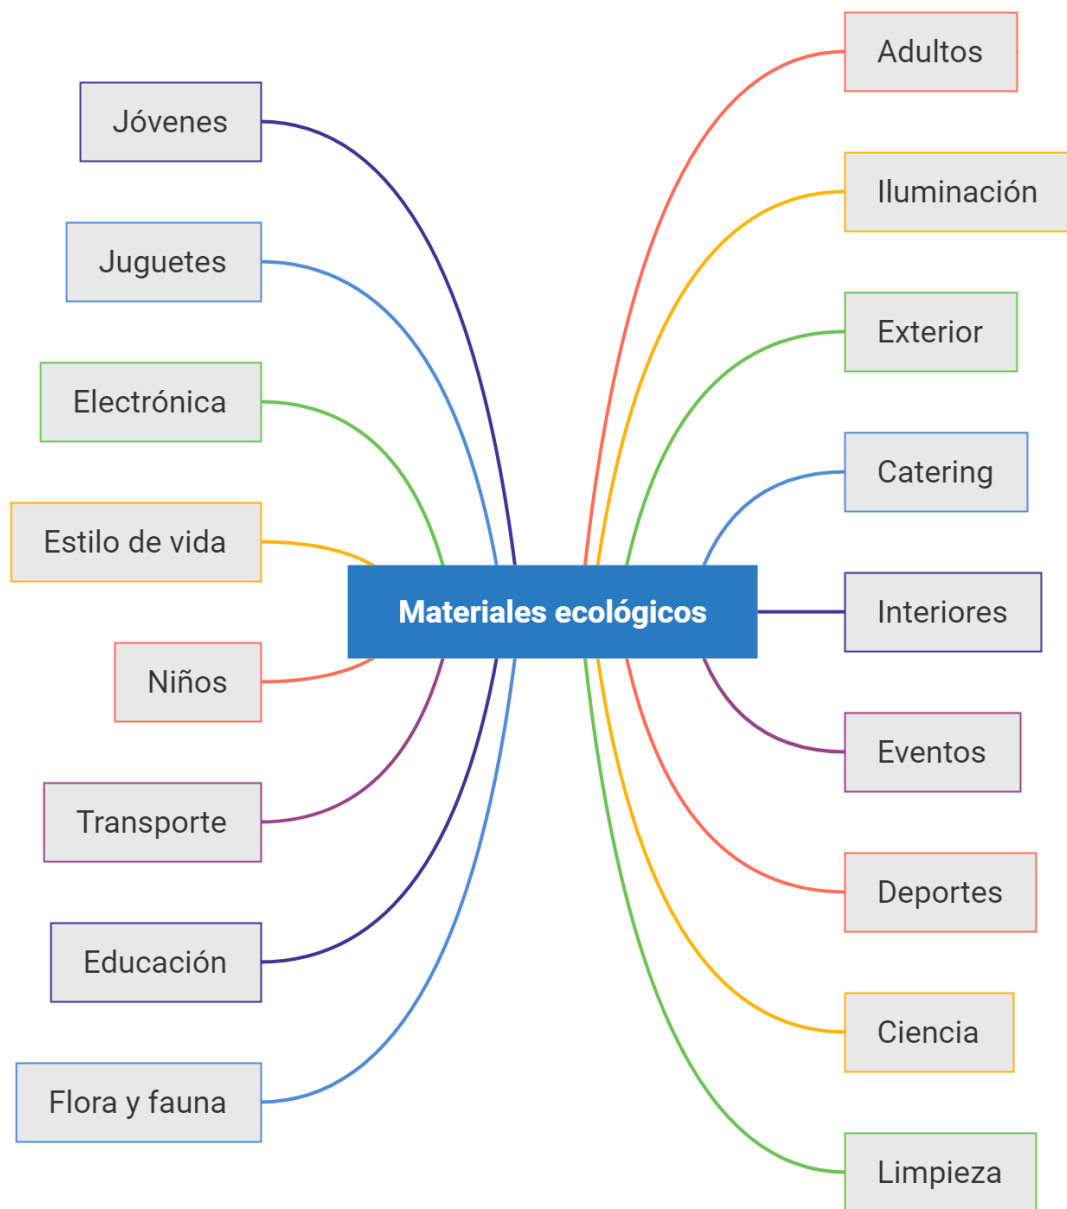 Adultos
Jóvenes
Iluminación
Juguetes
Exterior
Electrónica
Catering
Estilo de vida
Materiales ecológicos
Interiores
Niños
Eventos
Transporte
Deportes
Educación
Ciencia
Flora y fauna
Limpieza